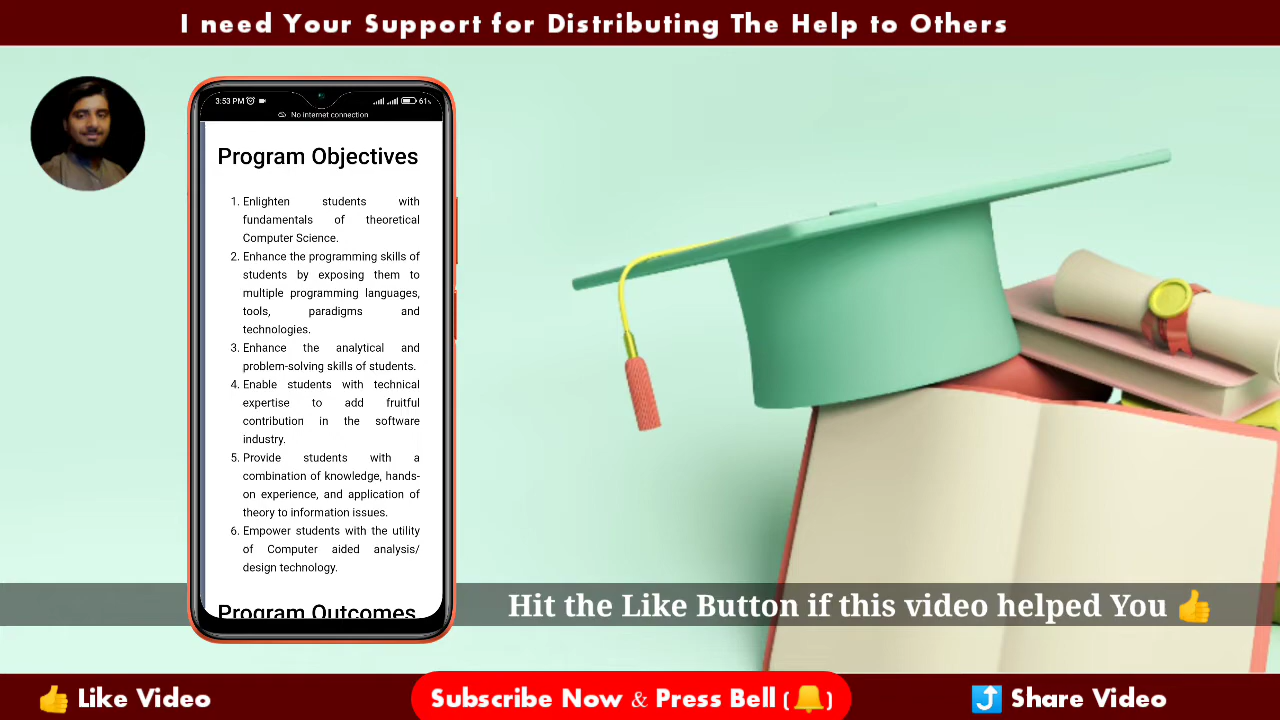 I need Your Support for Distributing The Help to Others
3:53 PM
61%
No internet connection
Program Objectives
1. Enlighten students with
fundamentals of theoretical
Computer Science.
2. Enhance the programming skills of
students by exposing them to
multiple programming languages,
tools, paradigms and
technologies.
3. Enhance the analytical and
problem-solving skills of students.
4. Enable students with technical
expertise to add fruitful
contribution in the software
industry.
5. Provide students with a
combination of knowledge, hands-
on experience, and application of
theory to information issues.
6. Empower students with the utility
of Computer aided analysis/
design technology.
Program Outcomes
Hit the Like Button if this video helped You 👍
👍 Like Video
Subscribe Now & Press Bell (🔔)
⤴️ Share Video